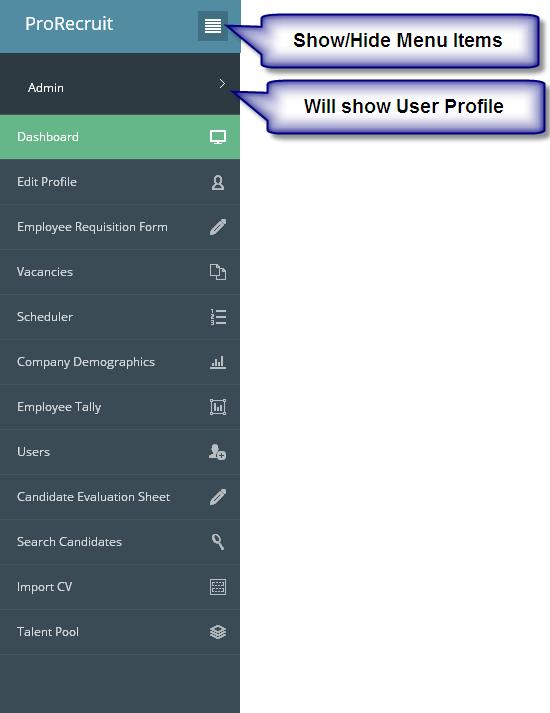 ProRecruit
Show/Hide Menu Items
Admin
Will show User Profile
Dashboard
Edit Profile
Employee Requisition Form
Vacancies
Scheduler
Company Demographics
Employee Tally
Users
Candidate Evaluation Sheet
Search Candidates
Import CV
Talent Pool